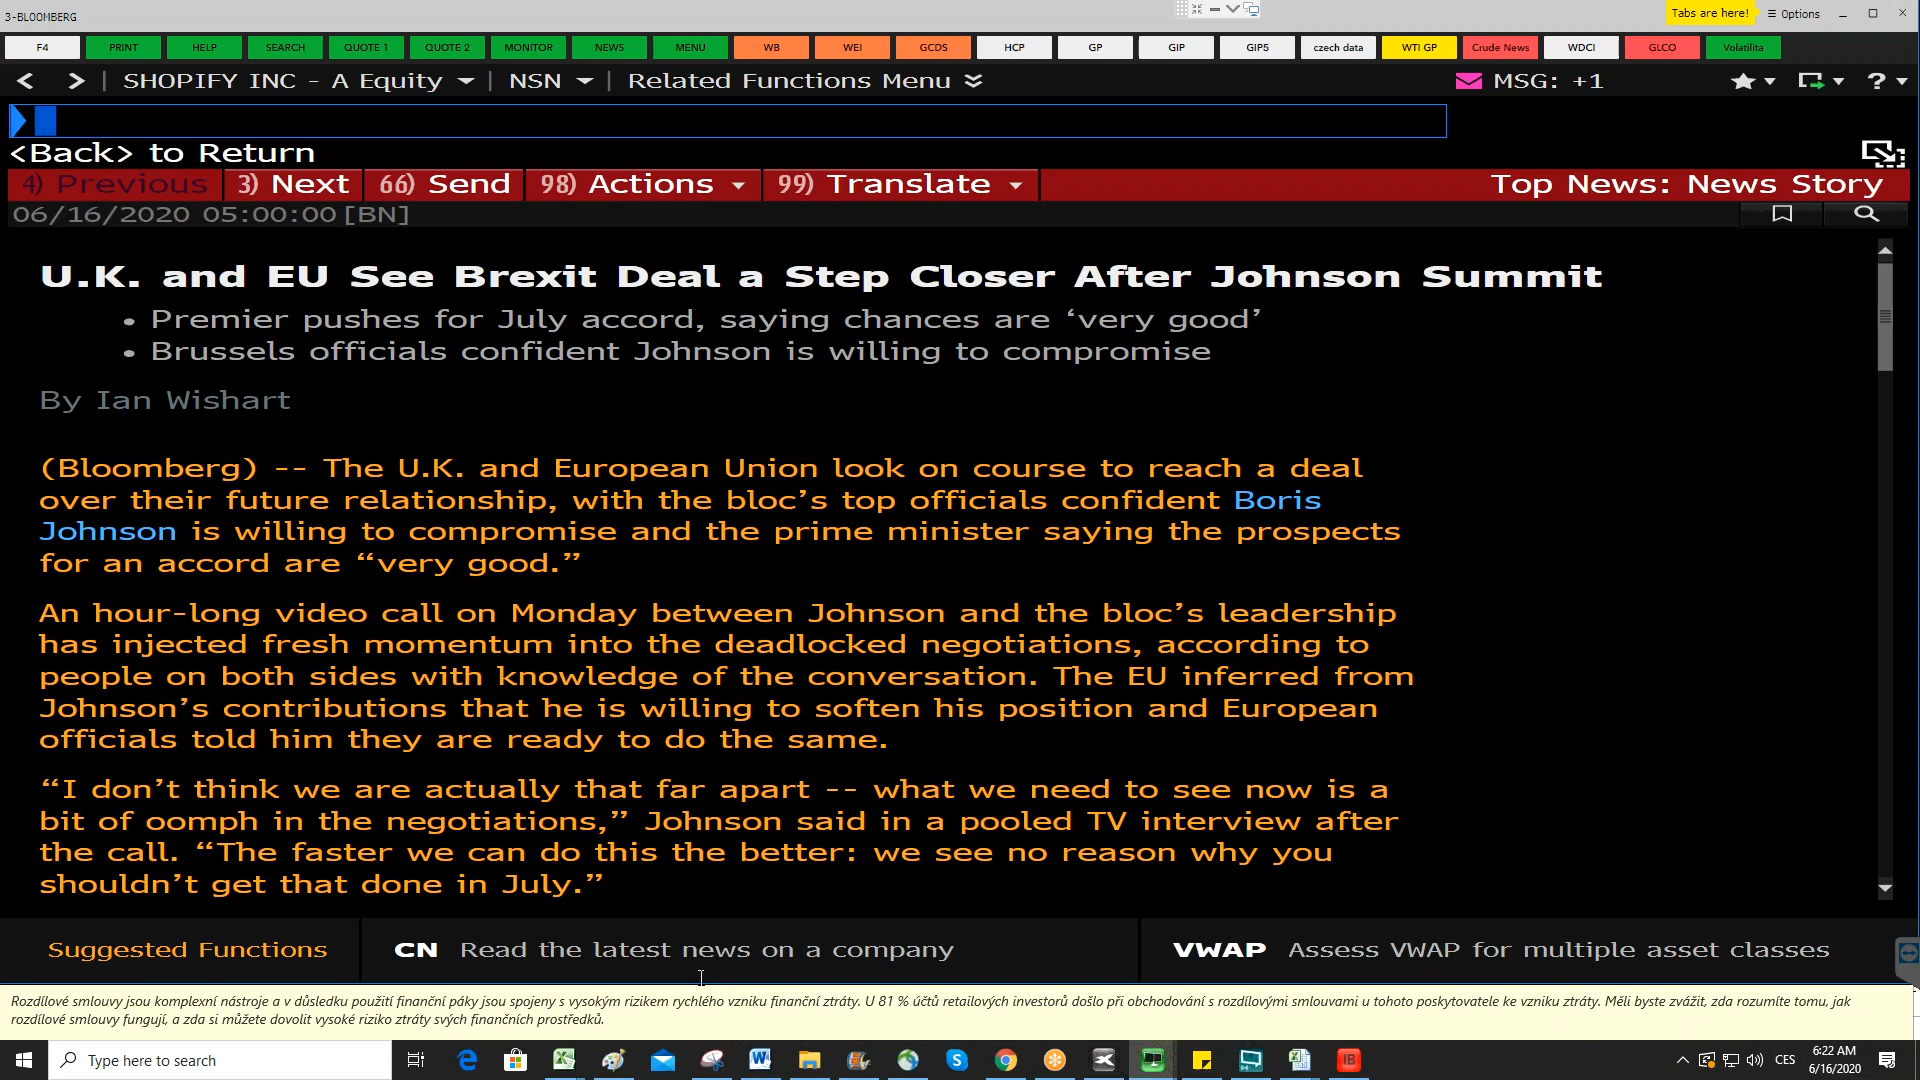 3-BLOOMBERG
Tabs are here!
Options
F4
PRINT
HELP
SEARCH
QUOTE 1
QUOTE 2
MONITOR
NEWS
MENU
WB
WEI
GCDS
HCP
GP
GIP
GIP5
czech data
WTI GP
Crude News
WDCI
GLCO
Volatilita
SHOPIFY INC - A Equity
NSN
Related Functions Menu
MSG: +1
?
<Back> to Return
4) Previous
3) Next
66) Send
98) Actions
99) Translate
Top News: News Story
06/16/2020 05:00:00 [BN]
U.K. and EU See Brexit Deal a Step Closer After Johnson Summit
• Premier pushes for July accord, saying chances are ‘very good’
• Brussels officials confident Johnson is willing to compromise
By Ian Wishart
(Bloomberg) -- The U.K. and European Union look on course to reach a deal
over their future relationship, with the bloc’s top officials confident Boris
Johnson is willing to compromise and the prime minister saying the prospects
for an accord are “very good.”
An hour-long video call on Monday between Johnson and the bloc’s leadership
has injected fresh momentum into the deadlocked negotiations, according to
people on both sides with knowledge of the conversation. The EU inferred from
Johnson’s contributions that he is willing to soften his position and European
officials told him they are ready to do the same.
“I don’t think we are actually that far apart -- what we need to see now is a
bit of oomph in the negotiations,” Johnson said in a pooled TV interview after
the call. “The faster we can do this the better: we see no reason why you
shouldn’t get that done in July.”
Suggested Functions
CN Read the latest news on a company
VWAP Assess VWAP for multiple asset classes
Rozdílové smlouvy jsou komplexní nástroje a v důsledku použití finanční páky jsou spojeny s vysokým rizikem rychlého vzniku finanční ztráty. U 81 % účtů retailových investorů došlo při obchodování s rozdílovými smlouvami u tohoto poskytovatele ke vzniku ztráty. Měli byste zvážit, zda rozumíte tomu, jak
rozdílové smlouvy fungují, a zda si můžete dovolit vysoké riziko ztráty svých finančních prostředků.
Type here to search
IB
CES
6:22 AM
6/16/2020